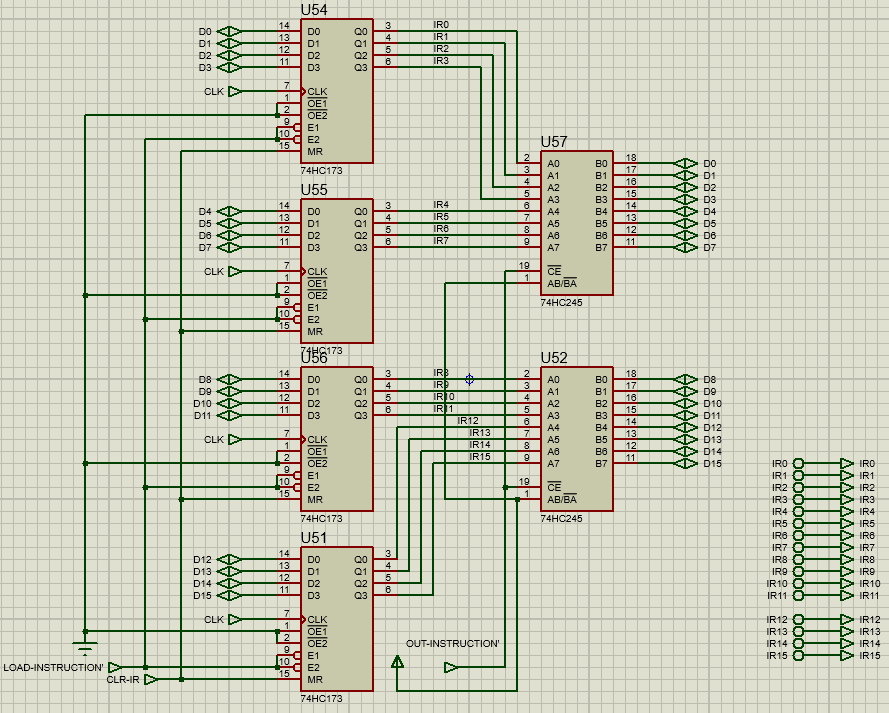 U54
D0 14 D0 Q0 3 IR0
D1 13 D1 Q1 4 IR1
D2 12 D2 Q2 5 IR2
D3 11 D3 Q3 6 IR3
CLK 7 CLK
1 OE1
2 OE2
9 E1
10 E2
15 MR
74HC173
U57
2 A0 B0 18 D0
3 A1 B1 17 D1
4 A2 B2 16 D2
5 A3 B3 15 D3
6 A4 B4 14 D4
7 A5 B5 13 D5
8 A6 B6 12 D6
9 A7 B7 11 D7
19 CE
1 AB/BA
74HC245
U55
D4 14 D0 Q0 3 IR4
D5 13 D1 Q1 4 IR5
D6 12 D2 Q2 5 IR6
D7 11 D3 Q3 6 IR7
CLK 7 CLK
1 OE1
2 OE2
9 E1
10 E2
15 MR
74HC173
U56
D8 14 D0 Q0 3 IR8
D9 13 D1 Q1 4 IR9
D10 12 D2 Q2 5 IR10
D11 11 D3 Q3 6 IR11
CLK 7 CLK
1 OE1
2 OE2
9 E1
10 E2
15 MR
74HC173
U52
2 A0 B0 18 D8
3 A1 B1 17 D9
4 A2 B2 16 D10
5 A3 B3 15 D11
IR12 6 A4 B4 14 D12
IR13 7 A5 B5 13 D13
IR14 8 A6 B6 12 D14
IR15 9 A7 B7 11 D15
19 CE
1 AB/BA
74HC245
U51
D12 14 D0 Q0 3
D13 13 D1 Q1 4
D14 12 D2 Q2 5
D15 11 D3 Q3 6
CLK 7 CLK
1 OE1
2 OE2
9 E1
10 E2
15 MR
74HC173
LOAD-INSTRUCTION'
CLR-IR
OUT-INSTRUCTION'
IR0 IR0
IR1 IR1
IR2 IR2
IR3 IR3
IR4 IR4
IR5 IR5
IR6 IR6
IR7 IR7
IR8 IR8
IR9 IR9
IR10 IR10
IR11 IR11
IR12 IR12
IR13 IR13
IR14 IR14
IR15 IR15